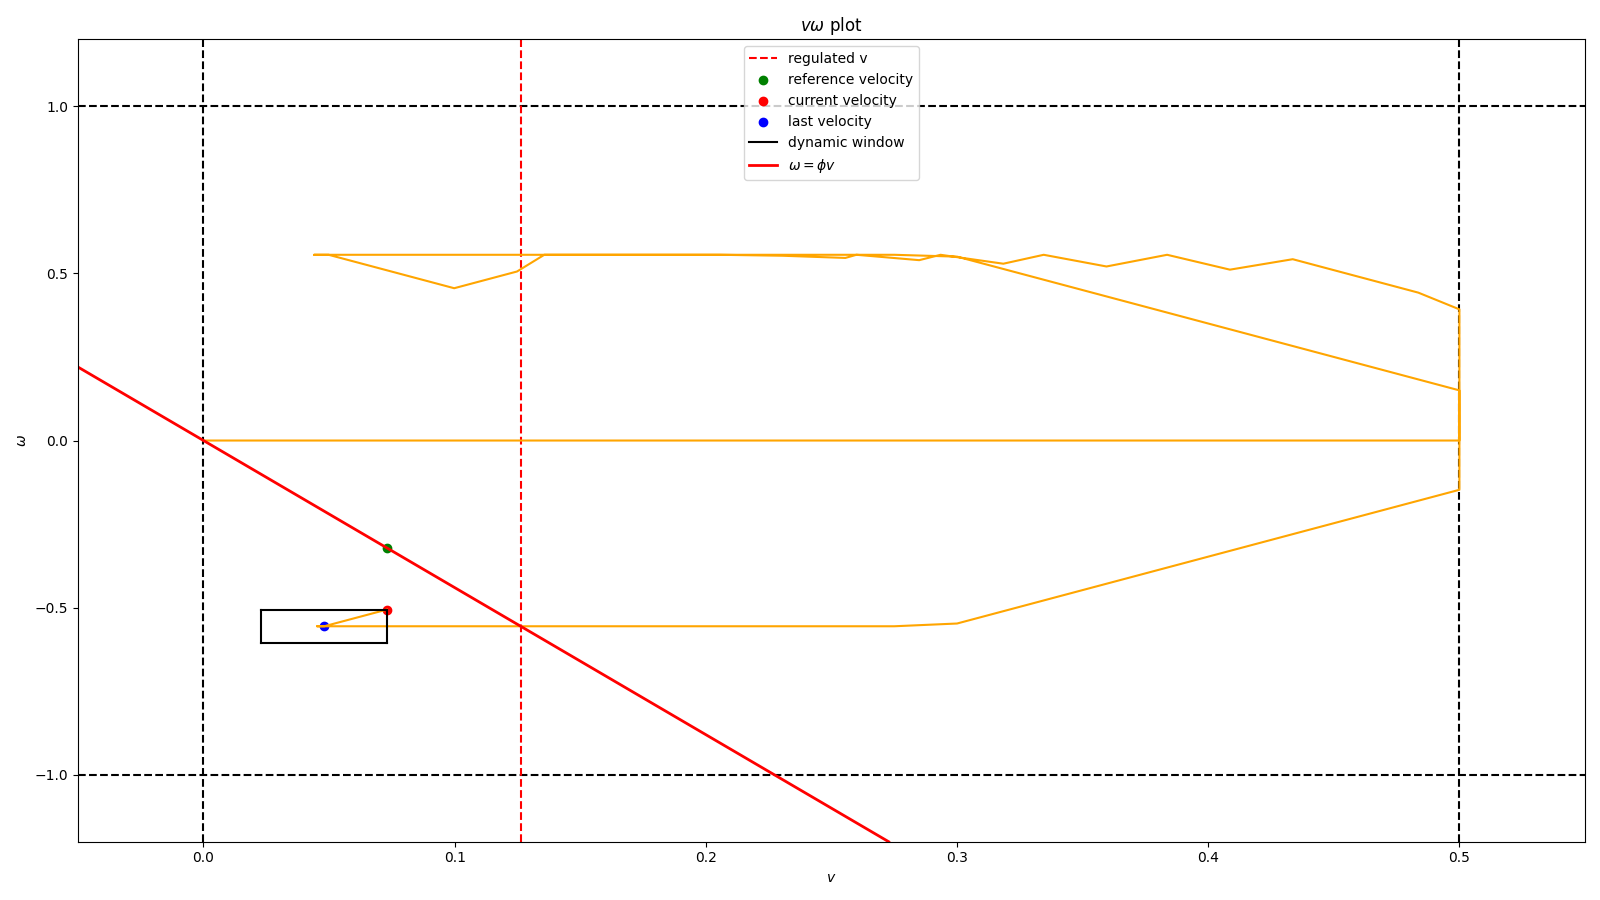 vω plot
regulated v
reference velocity
current velocity
last velocity
dynamic window
ω = ϕv
1.0
0.5
0.0
−0.5
−1.0
ω
0.0 0.1 0.2 0.3 0.4 0.5
v